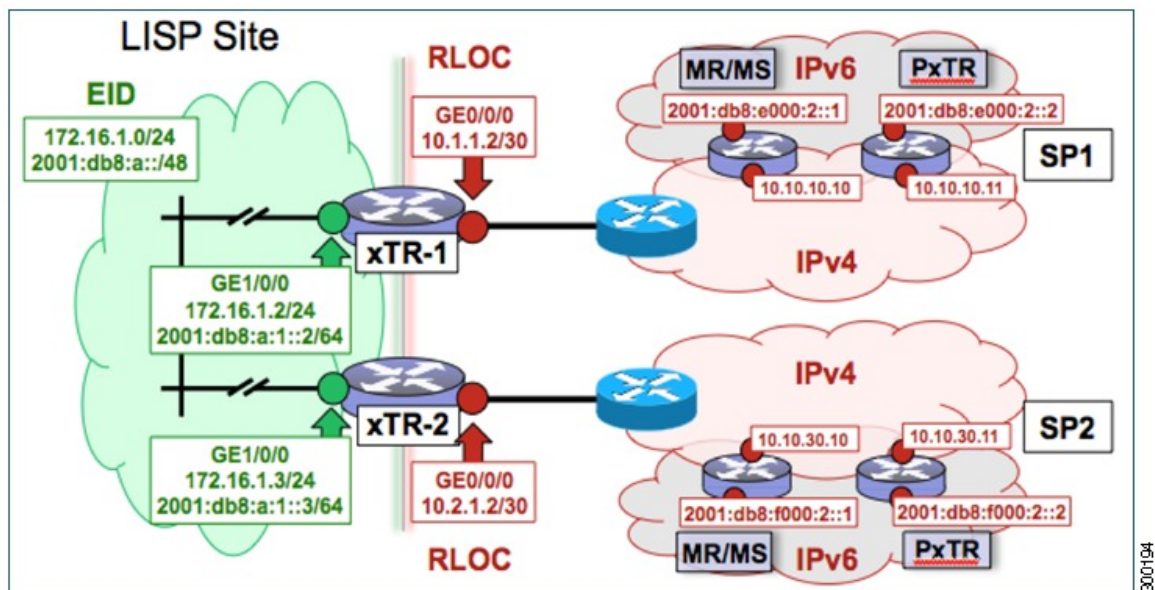 LISP Site
EID
172.16.1.0/24
2001:db8:a::/48
RLOC
GE0/0/0
10.1.1.2/30
xTR-1
GE1/0/0
172.16.1.2/24
2001:db8:a:1::2/64
xTR-2
GE1/0/0
172.16.1.3/24
2001:db8:a:1::3/64
GE0/0/0
10.2.1.2/30
RLOC
MR/MS
IPv6
PxTR
2001:db8:e000:2::1
2001:db8:e000:2::2
SP1
10.10.10.10
10.10.10.11
IPv4
IPv4
10.10.30.10
10.10.30.11
SP2
2001:db8:f000:2::1
2001:db8:f000:2::2
MR/MS
IPv6
PxTR
300194